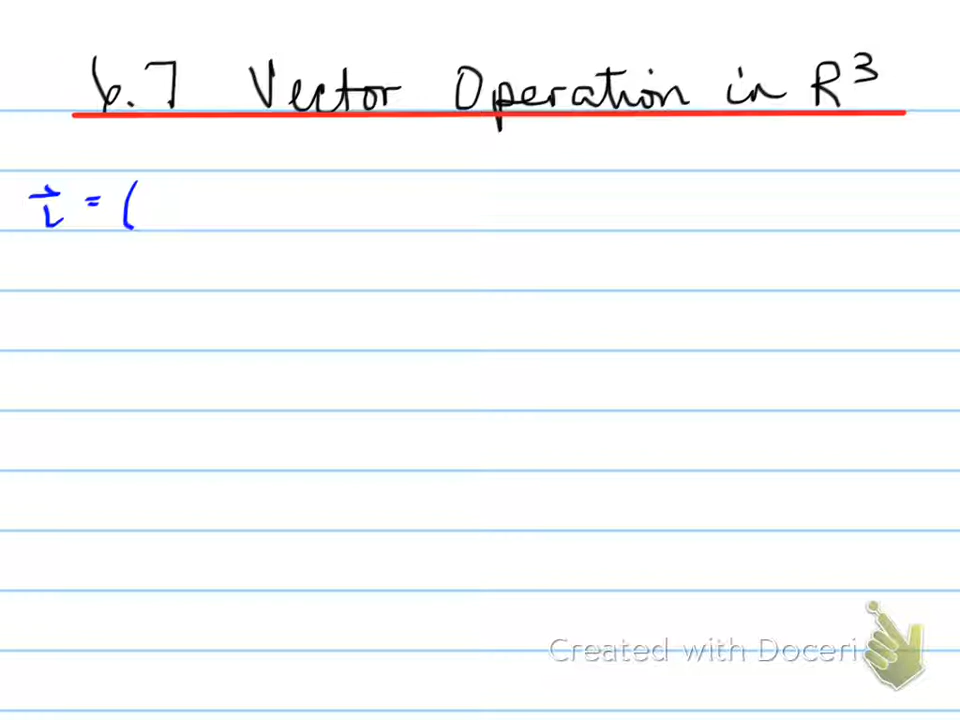 6.7 Vector Operation in R³
i⃗ = (
Created with Doceri